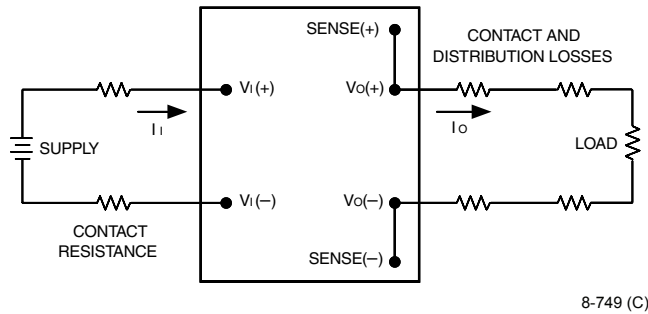 SENSE(+)
CONTACT AND
DISTRIBUTION LOSSES
VI(+)
VO(+)
II
IO
SUPPLY
LOAD
VI(–)
VO(–)
CONTACT
RESISTANCE
SENSE(–)
8-749 (C)